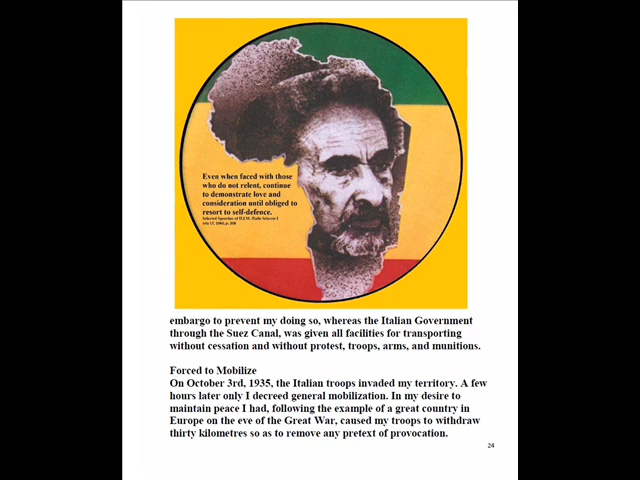 Even when faced with those
who do not relent, continue
to demonstrate love and
consideration until obliged to
resort to self-defence.
Selected Speeches of H.I.M. Haile Selassie I
embargo to prevent my doing so, whereas the Italian Government
through the Suez Canal, was given all facilities for transporting
without cessation and without protest, troops, arms, and munitions.
Forced to Mobilize
On October 3rd, 1935, the Italian troops invaded my territory. A few
hours later only I decreed general mobilization. In my desire to
maintain peace I had, following the example of a great country in
Europe on the eve of the Great War, caused my troops to withdraw
thirty kilometres so as to remove any pretext of provocation.
24